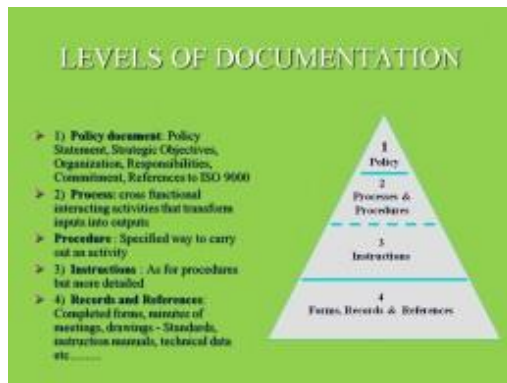 LEVELS OF DOCUMENTATION
1) Policy document: Policy
Statement, Strategic Objectives,
Organization, Responsibilities,
Commitment, References to ISO 9000
2) Process: cross functional
interacting activities that transform
inputs into outputs
Procedure : Specified way to carry
out an activity
3) Instructions : As for procedures
but more detailed
4) Records and References:
Completed forms, minutes of
meetings, drawings - Standards,
instruction manuals, technical data
etc........
1
Policy
2
Processes &
Procedures
3
Instructions
4
Forms, Records & References